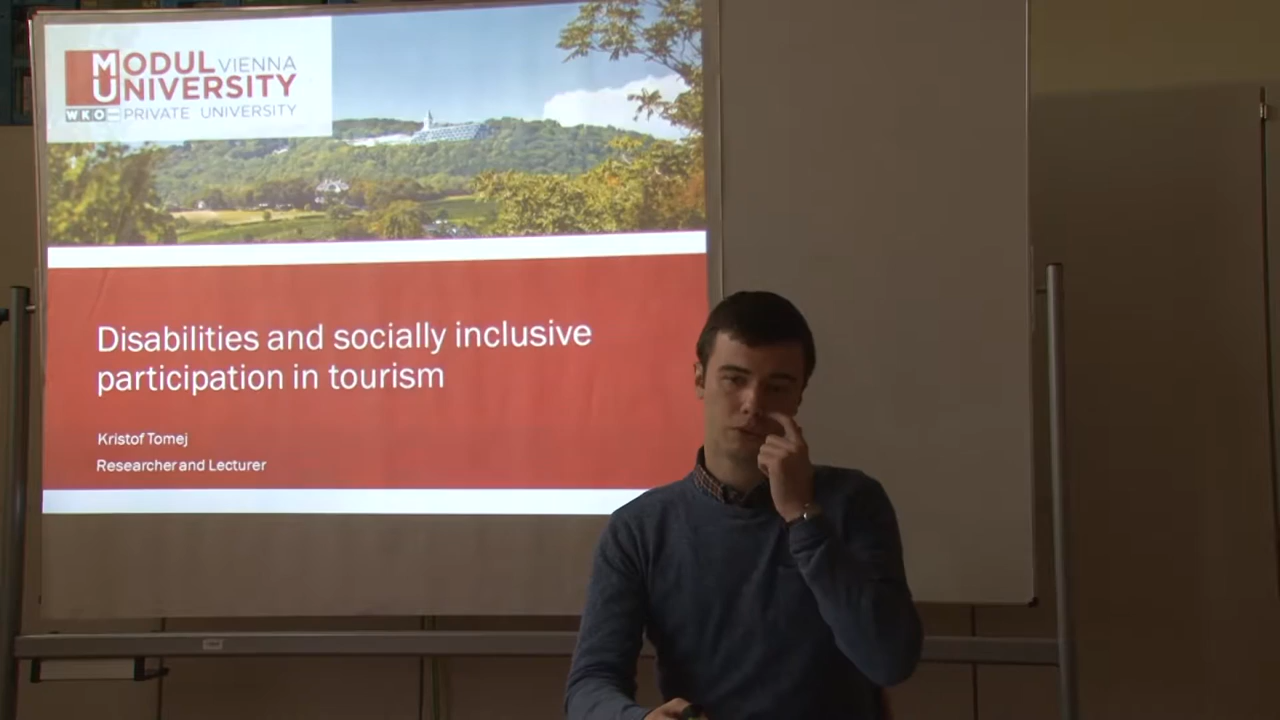 MODUL VIENNA
UNIVERSITY
WKO PRIVATE UNIVERSITY
Disabilities and socially inclusive
participation in tourism
Kristof Tomej
Researcher and Lecturer